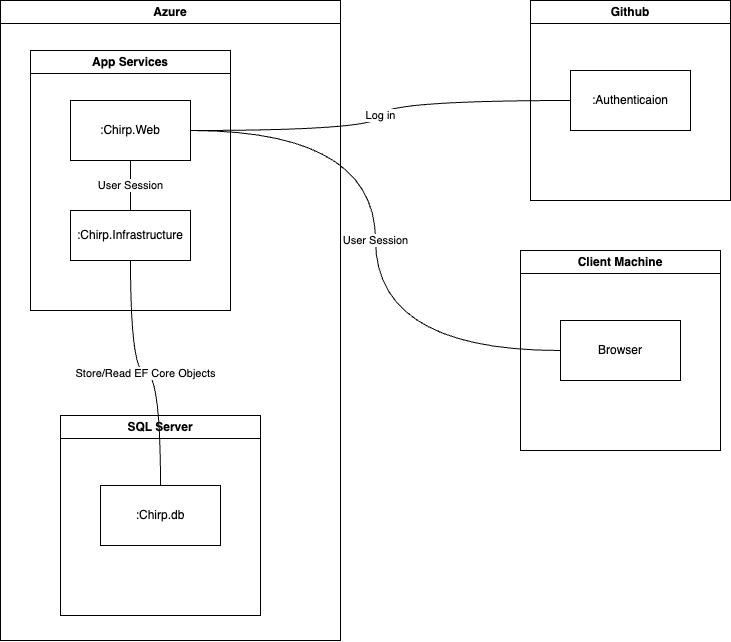 Azure
Github
App Services
:Chirp.Web
:Authenticaion
Log in
User Session
:Chirp.Infrastructure
User Session
Client Machine
Browser
Store/Read EF Core Objects
SQL Server
:Chirp.db